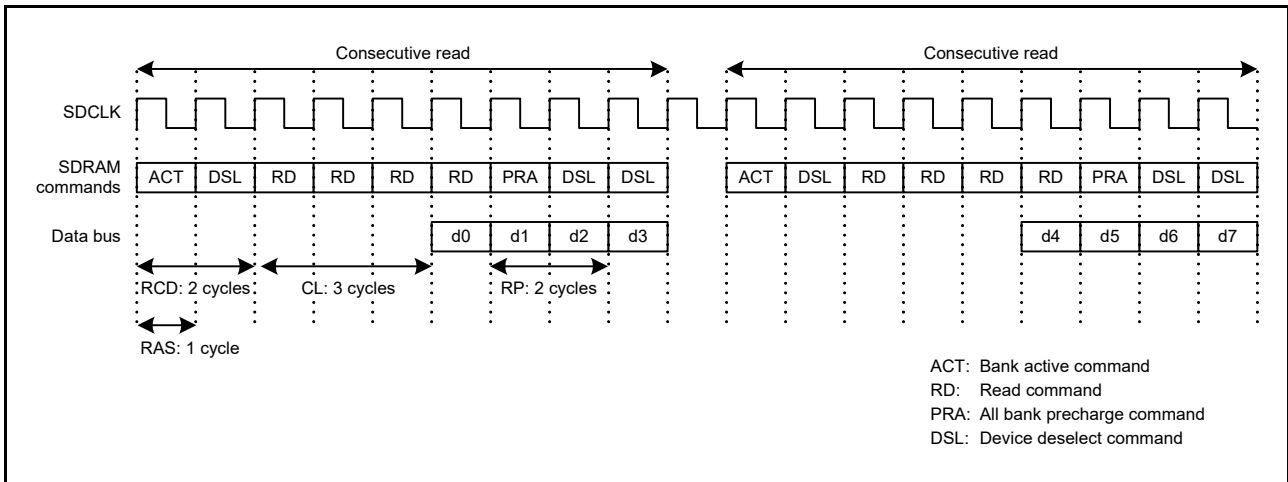 Consecutive read Consecutive read
SDCLK
SDRAM
commands
ACT DSL RD RD RD RD PRA DSL DSL ACT DSL RD RD RD RD PRA DSL DSL
Data bus d0 d1 d2 d3 d4 d5 d6 d7
RCD: 2 cycles CL: 3 cycles RP: 2 cycles
RAS: 1 cycle
ACT: Bank active command
RD: Read command
PRA: All bank precharge command
DSL: Device deselect command